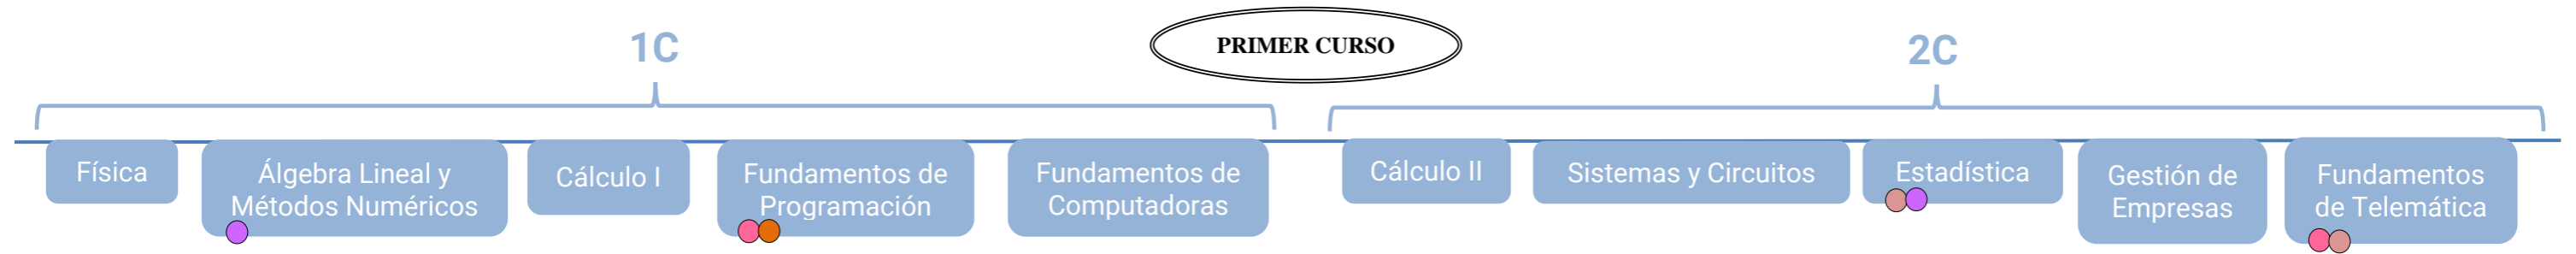 PRIMER CURSO
1C
2C
Física
Álgebra Lineal y
Métodos Numéricos
Cálculo I
Fundamentos de
Programación
Fundamentos de
Computadoras
Cálculo II
Sistemas y Circuitos
Estadística
Gestión de
Empresas
Fundamentos
de Telemática